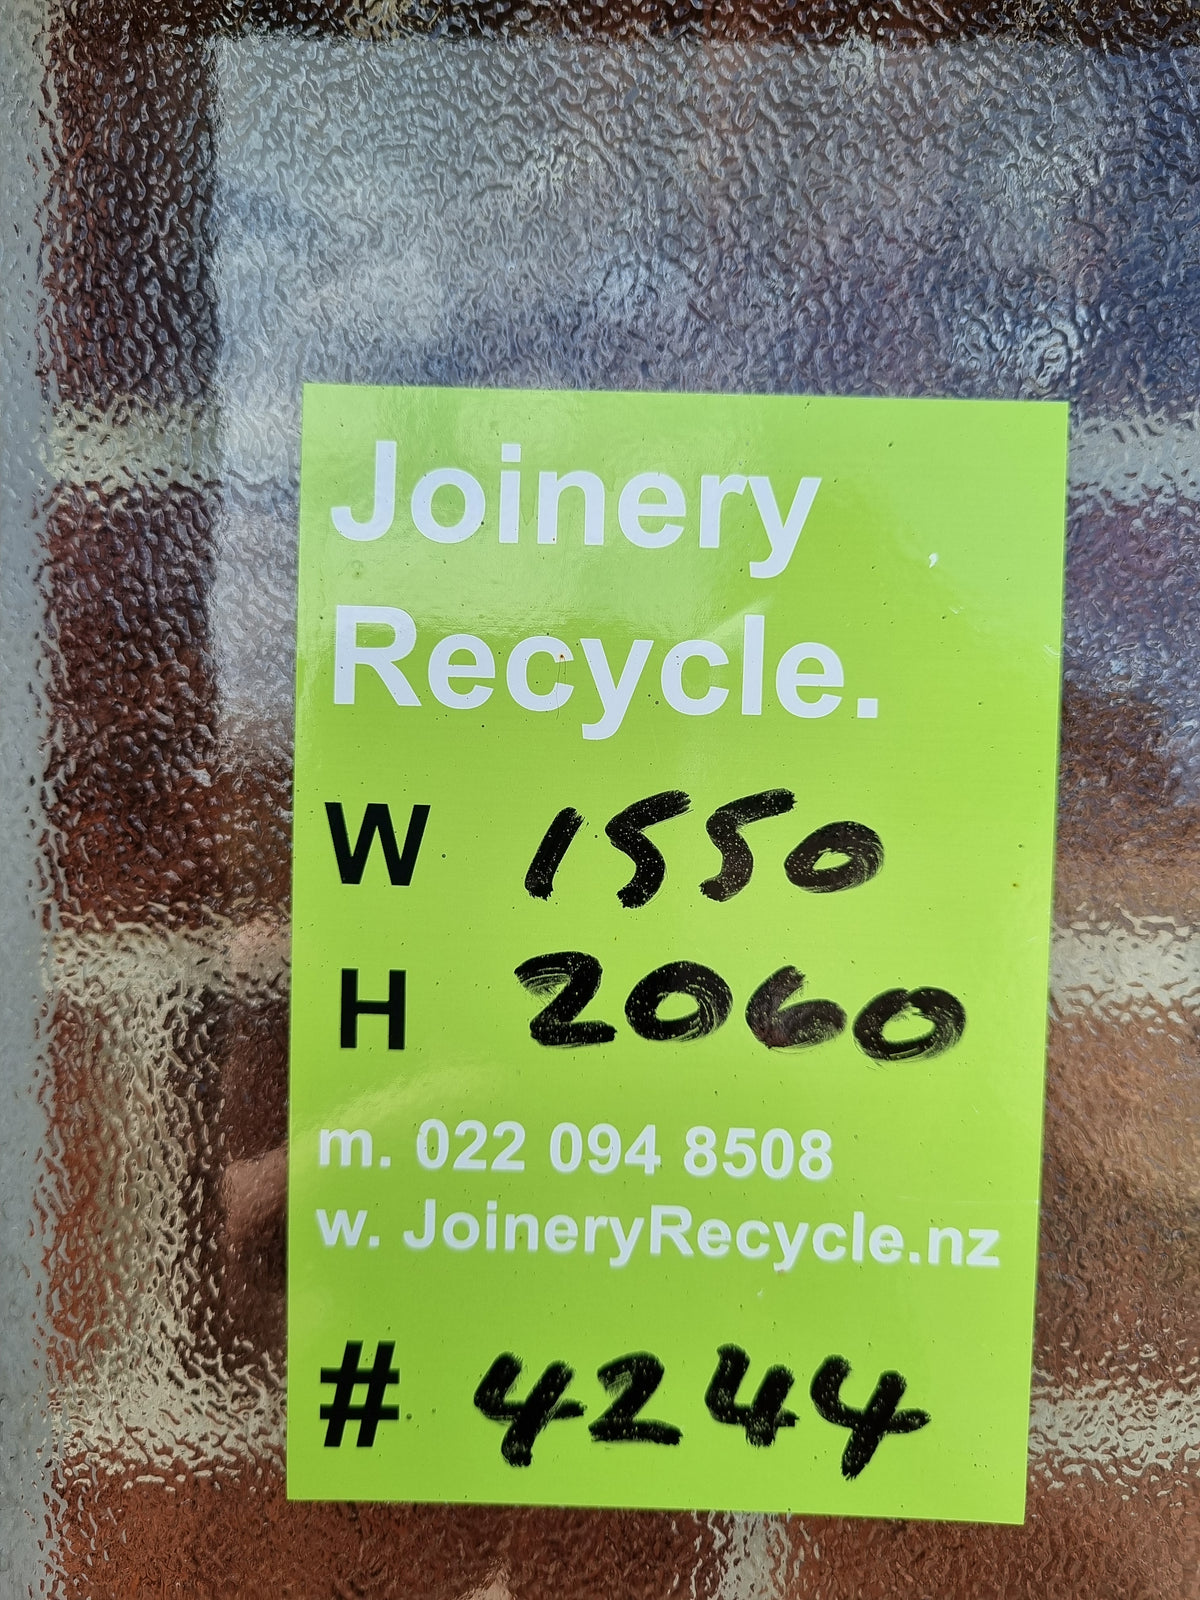 Joinery
Recycle.
W 1550
H 2060
m. 022 094 8508
w. JoineryRecycle.nz
# 4244